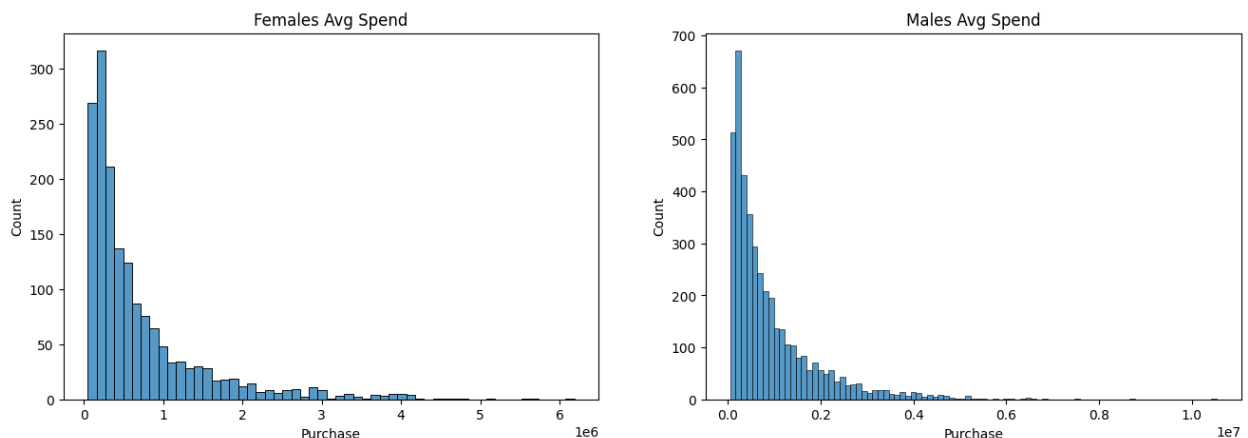 Females Avg Spend
Count
300
250
200
150
100
50
0
0 1 2 3 4 5 6
1e6
Purchase
Males Avg Spend
Count
700
600
500
400
300
200
100
0
0.0 0.2 0.4 0.6 0.8 1.0
1e7
Purchase